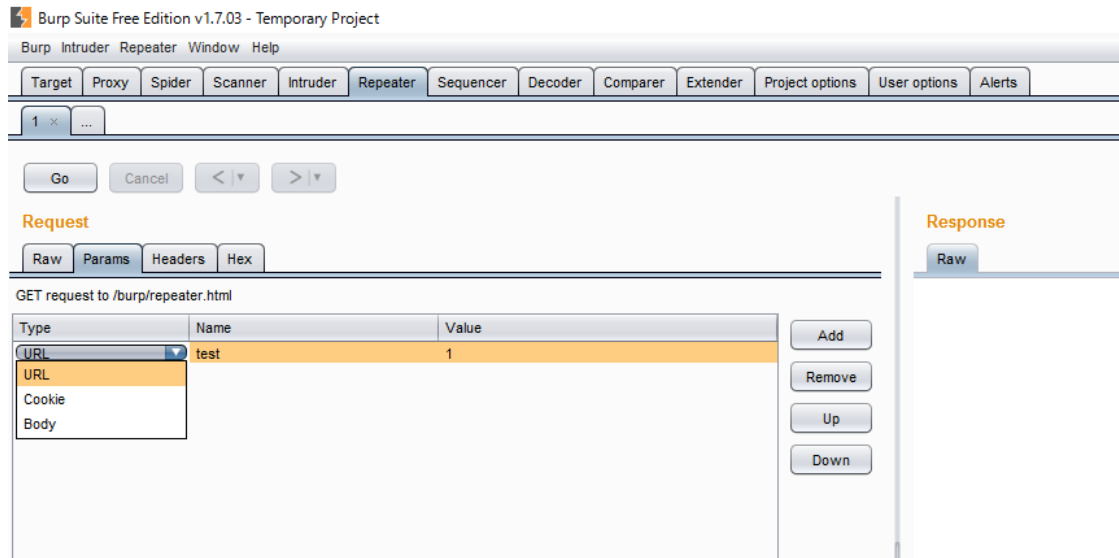 Burp Suite Free Edition v1.7.03 - Temporary Project
Burp Intruder Repeater Window Help
Target Proxy Spider Scanner Intruder Repeater Sequencer Decoder Comparer Extender Project options User options Alerts
1 × ...
Go Cancel < > 
Request
Response
Raw Params Headers Hex
Raw
GET request to /burp/repeater.html
Type Name Value
Add
URL test 1
URL
Remove
Cookie
Body
Up
Down